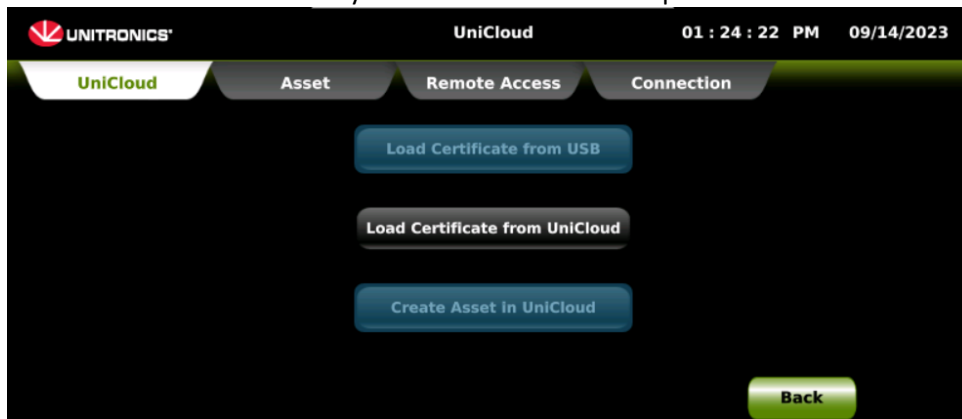 UNITRONICS® UniCloud 01 : 24 : 22 PM 09/14/2023
UniCloud Asset Remote Access Connection
Load Certificate from USB
Load Certificate from UniCloud
Create Asset in UniCloud
Back